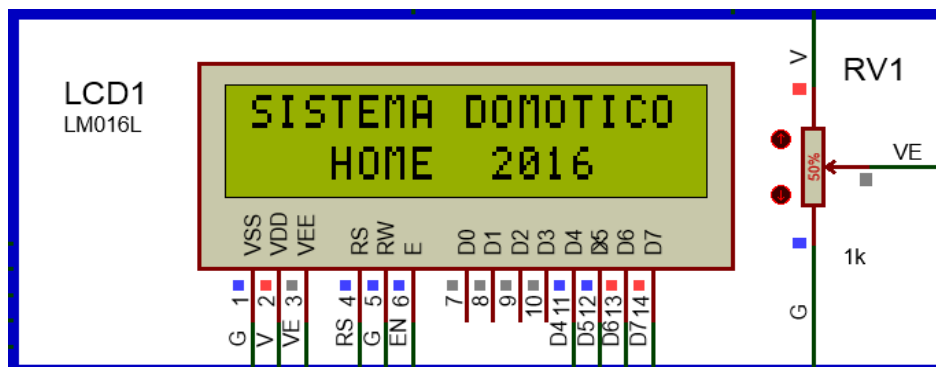 LCD1
LM016L
SISTEMA DOMOTICO
HOME 2016
VSS VDD VEE RS RW E D0 D1 D2 D3 D4 D5 D6 D7
1 2 3 4 5 6 7 8 9 10 11 12 13 14
G V VE RS G EN D4 D5 D6 D7
RV1
V
50%
VE
1k
G